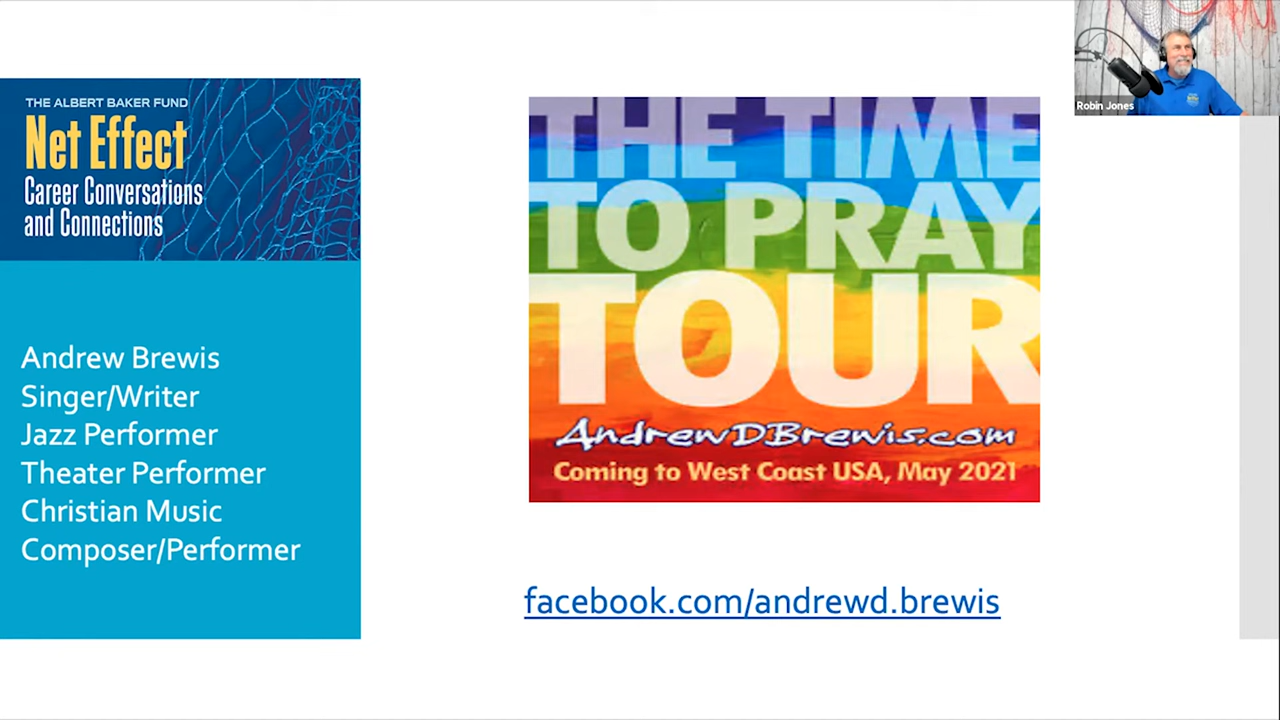 THE ALBERT BAKER FUND
Net Effect
Career Conversations
and Connections
Andrew Brewis
Singer/Writer
Jazz Performer
Theater Performer
Christian Music
Composer/Performer
THE TIME
TO PRAY
TOUR
AndrewDBrewis.com
Coming to West Coast USA, May 2021
facebook.com/andrewd.brewis
Robin Jones